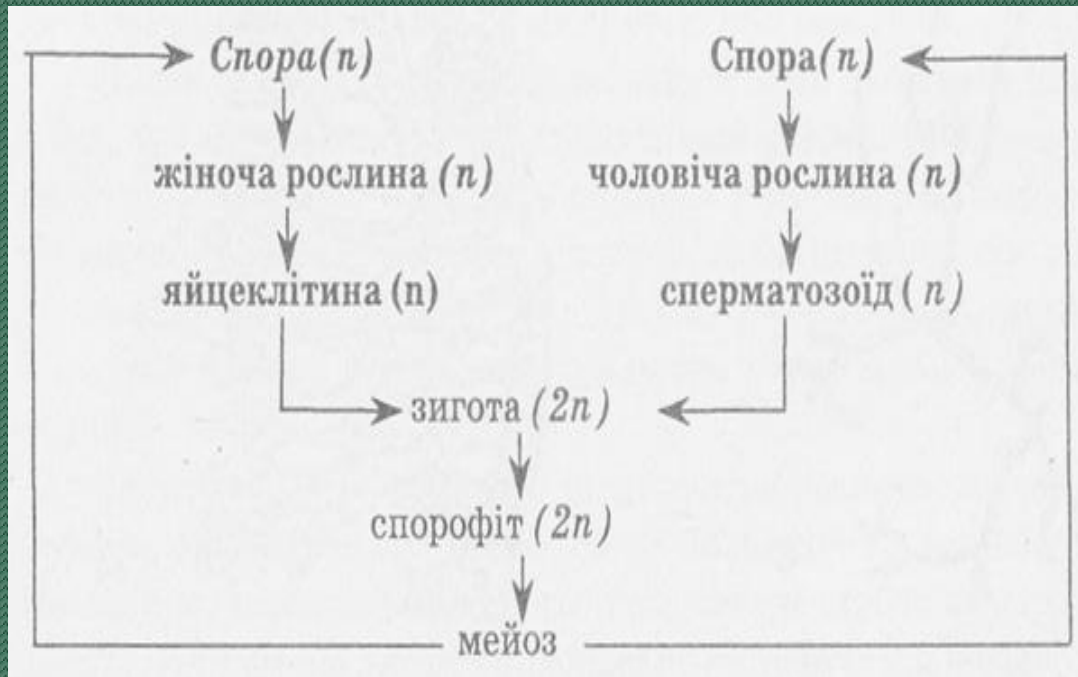 Спора(n) Спора(n)
жіноча рослина (n) чоловіча рослина (n)
яйцеклітина (n) сперматозоїд ( n )
зигота (2n)
спорофіт (2n)
мейоз